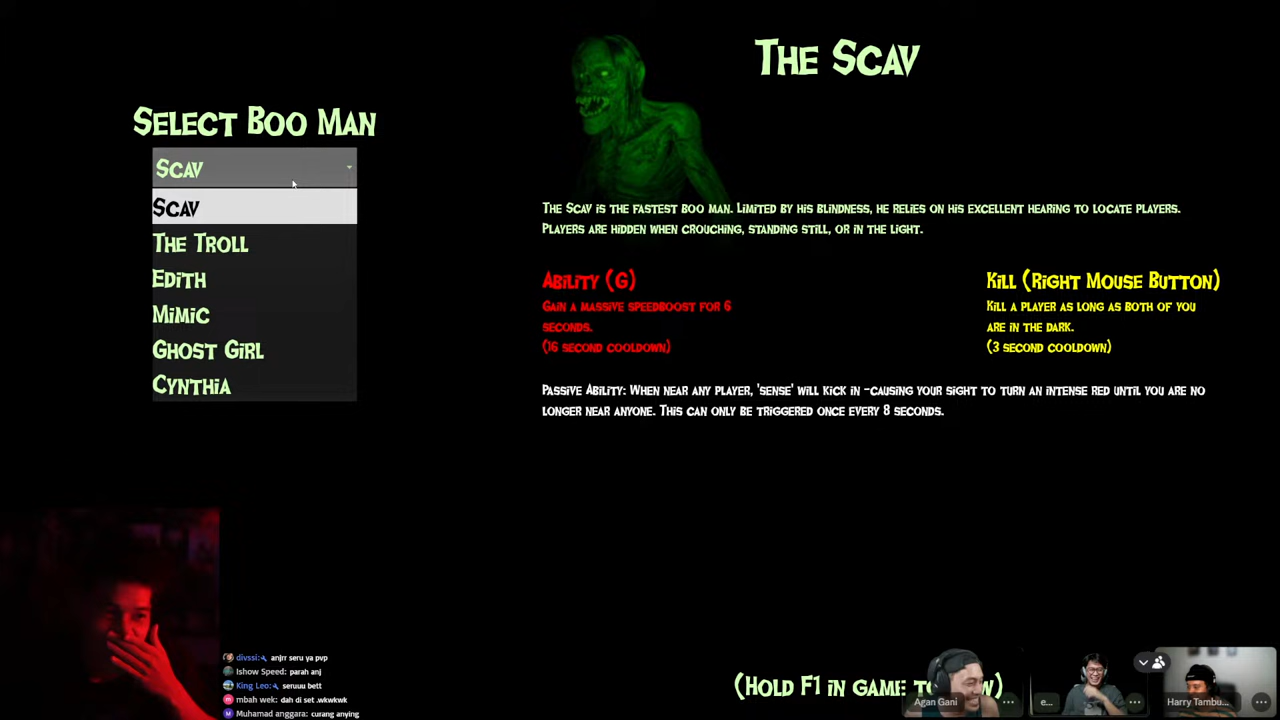 The Scav
Select Boo Man
Scav
Scav
The Troll
Edith
Mimic
Ghost Girl
Cynthia
The Scav is the fastest boo man. Limited by his blindness, he relies on his excellent hearing to locate players.
Players are hidden when crouching, standing still, or in the light.
Ability (G)
Gain a massive speedboost for 6
seconds.
(16 second cooldown)
Kill (Right Mouse Button)
Kill a player as long as both of you
are in the dark.
(3 second cooldown)
Passive Ability: When near any player, 'sense' will kick in -causing your sight to turn an intense red until you are no
longer near anyone. This can only be triggered once every 8 seconds.
divssi: anjrr seru ya pvp
Ishow Speed: parah anj
King Leo: seruuu bett
mbah wek: dah di set .wkwkwk
Muhamad anggara: curang anying
(Hold F1 in game to w)
Agan Gani
e...
Harry Tambu...